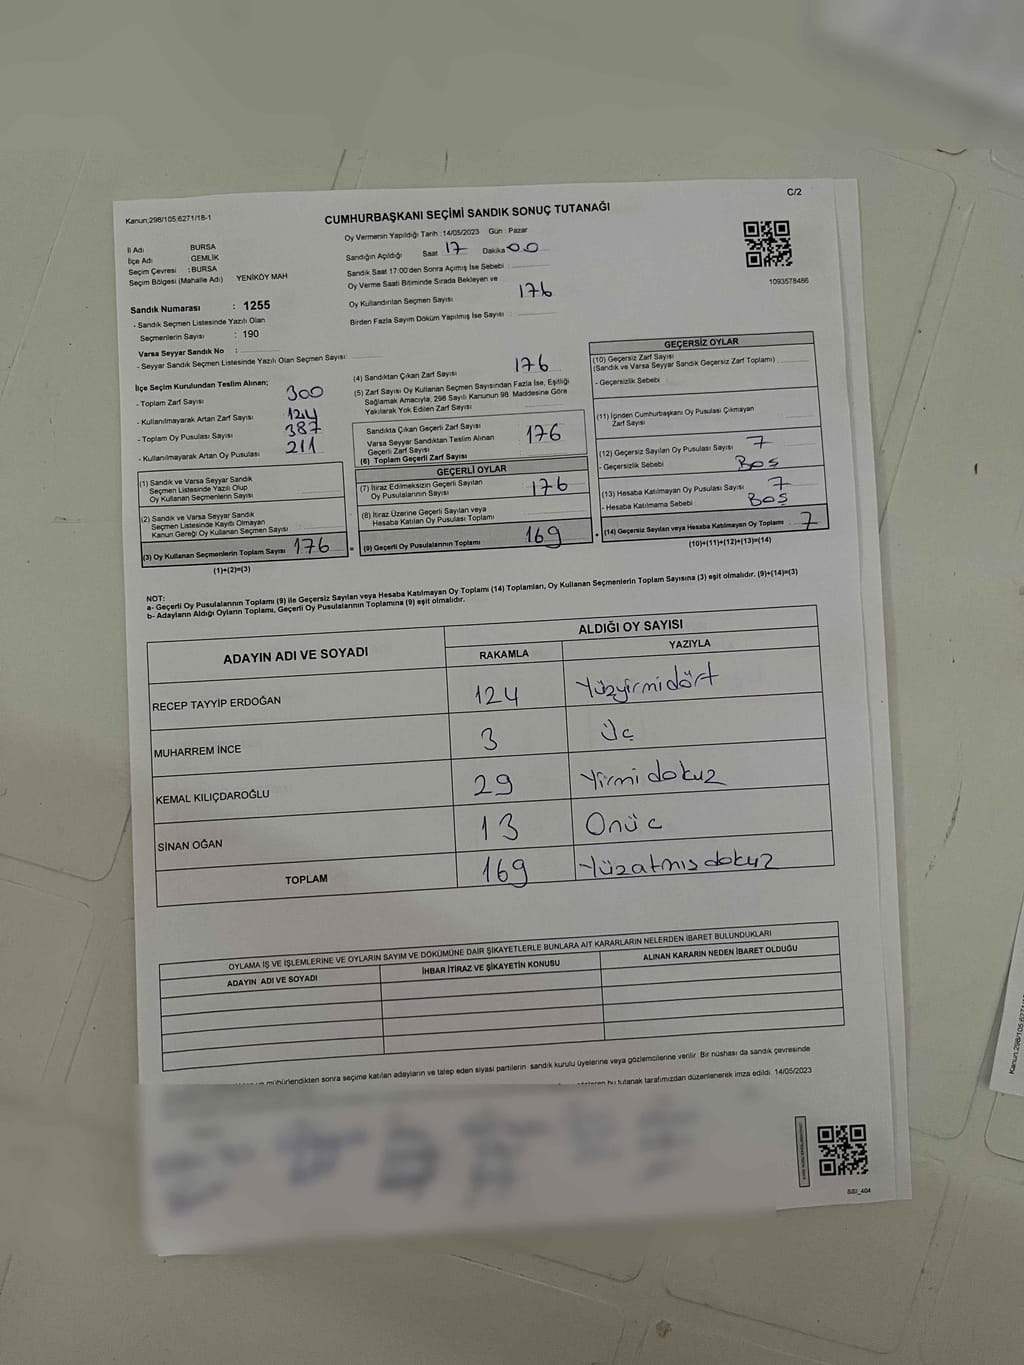 C/2
Kanun;298/105;6271/18-1
CUMHURBAŞKANI SEÇİMİ SANDIK SONUÇ TUTANAĞI
İl Adı BURSA
İlçe Adı GEMLİK
Seçim Çevresi : BURSA
Seçim Bölgesi (Mahalle Adı) YENİKÖY MAH
Sandık Numarası : 1255
- Sandık Seçmen Listesinde Yazılı Olan
Seçmenlerin Sayısı : 190
Varsa Seyyar Sandık No :
- Seyyar Sandık Seçmen Listesinde Yazılı Olan Seçmen Sayısı:
Oy Vermenin Yapıldığı Tarih :14/05/2023 Gün : Pazar
Sandığın Açıldığı Saat 17 Dakika 00
Sandık Saat 17:00'den Sonra Açımış İse Sebebi :
Oy Verme Saati Bitiminde Sırada Bekleyen ve
Oy Kullandırılan Seçmen Sayısı 176
Birden Fazla Sayım Döküm Yapılmış İse Sayısı :
1093578486
İlçe Seçim Kurulundan Teslim Alınan;
- Toplam Zarf Sayısı 300
- Kullanılmayarak Artan Zarf Sayısı 124
- Toplam Oy Pusulası Sayısı 387
- Kullanılmayarak Artan Oy Pusulası 211
(1) Sandık ve Varsa Seyyar Sandık
Seçmen Listesinde Yazılı Olup
Oy Kullanan Seçmenlerin Sayısı
(2) Sandık ve Varsa Seyyar Sandık
Seçmen Listesinde Kayıtlı Olmayan
Kanun Gereği Oy Kullanan Seçmen Sayısı
(3) Oy Kullanan Seçmenlerin Toplam Sayısı 176
(1)+(2)=(3)
(4) Sandıktan Çıkan Zarf Sayısı 176
(5) Zarf Sayısı Oy Kullanan Seçmen Sayısından Fazla İse, Eşitliği
Sağlamak Amacıyla; 298 Sayılı Kanunun 98. Maddesine Göre
Yakılarak Yok Edilen Zarf Sayısı
Sandıkta Çıkan Geçerli Zarf Sayısı
Varsa Seyyar Sandıktan Teslim Alınan
Geçerli Zarf Sayısı
(6) Toplam Geçerli Zarf Sayısı 176
GEÇERLİ OYLAR
(7) İtiraz Edilmeksizin Geçerli Sayılan
Oy Pusulalarının Sayısı 176
(8) İtiraz Üzerine Geçerli Sayılan veya
Hesaba Katılan Oy Pusulası Toplamı
(9) Geçerli Oy Pusulalarının Toplamı 169
GEÇERSİZ OYLAR
(10) Geçersiz Zarf Sayısı
(Sandık ve Varsa Seyyar Sandık Geçersiz Zarf Toplamı)
- Geçersizlik Sebebi
(11) İçinden Cumhurbaşkanı Oy Pusulası Çıkmayan
Zarf Sayısı
(12) Geçersiz Sayılan Oy Pusulası Sayısı 7
- Geçersizlik Sebebi Boş
(13) Hesaba Katılmayan Oy Pusulası Sayısı 7
- Hesaba Katılmama Sebebi Boş
(14) Geçersiz Sayılan veya Hesaba Katılmayan Oy Toplamı 7
(10)+(11)+(12)+(13)=(14)
NOT:
a- Geçerli Oy Pusulalarının Toplamı (9) ile Geçersiz Sayılan veya Hesaba Katılmayan Oy Toplamı (14) Toplamları, Oy Kullanan Seçmenlerin Toplam Sayısına (3) eşit olmalıdır. (9)+(14)=(3)
b- Adayların Aldığı Oyların Toplamı, Geçerli Oy Pusulalarının Toplamına (9) eşit olmalıdır.
ADAYIN ADI VE SOYADI ALDIĞI OY SAYISI
RAKAMLA YAZIYLA
RECEP TAYYİP ERDOĞAN 124 Yüzyirmidört
MUHARREM İNCE 3 Üç
KEMAL KILIÇDAROĞLU 29 Yirmi dokuz
SİNAN OĞAN 13 Onüc
TOPLAM 169 Yüzatmıs dokuz
OYLAMA İŞ VE İŞLEMLERİNE VE OYLARIN SAYIM VE DÖKÜMÜNE DAİR ŞİKAYETLERLE BUNLARA AİT KARARLARIN NELERDEN İBARET BULUNDUKLARI
ADAYIN ADI VE SOYADI İHBAR İTİRAZ VE ŞİKAYETİN KONUSU ALINAN KARARIN NEDEN İBARET OLDUĞU
mühürlendikten sonra seçime katılan adayların ve talep eden siyasi partilerin sandık kurulu üyelerine veya gözlemcilerine verilir. Bir nüshası da sandık çevresinde
bu tutanak tarafımızdan düzenlenerek imza edildi. 14/05/2023
SSI_404
Kanun;298/105;6271/